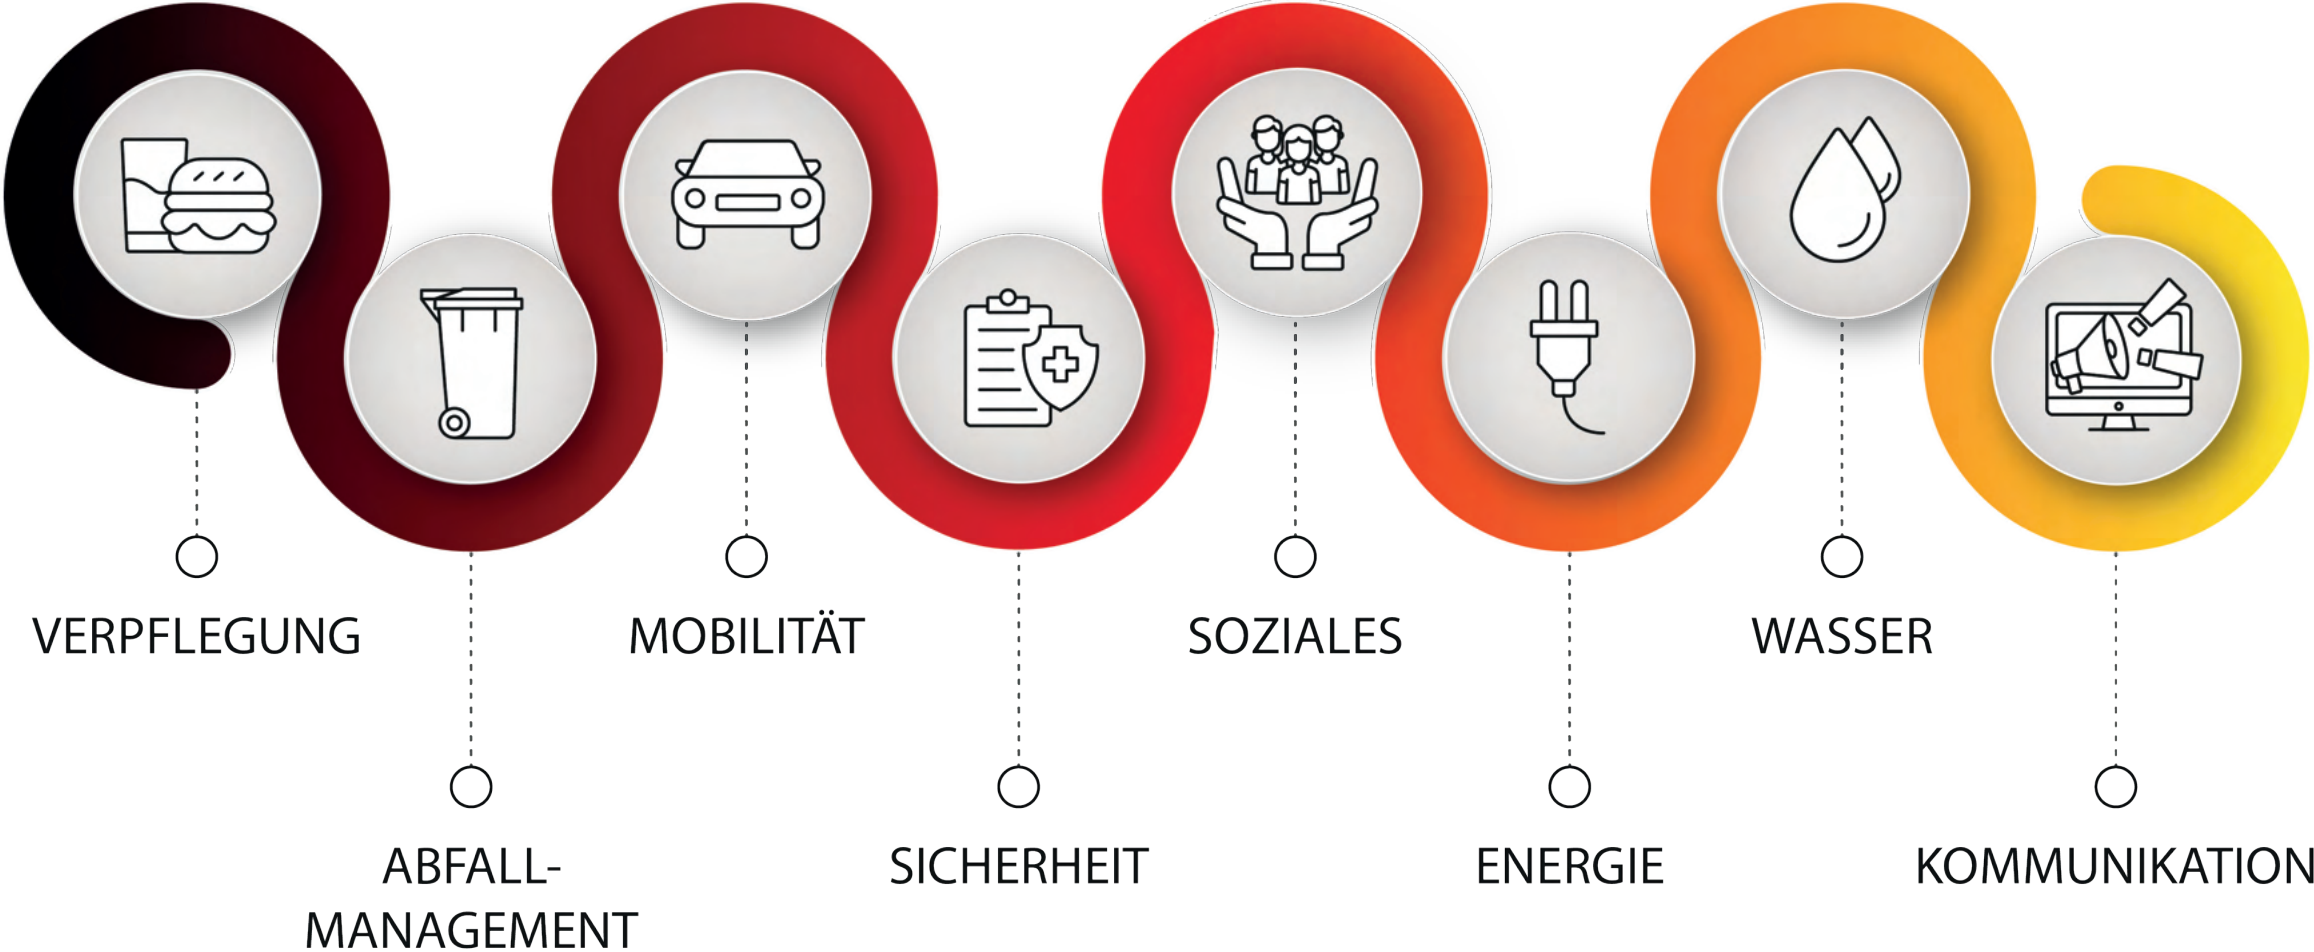 VERPFLEGUNG
ABFALL-
MANAGEMENT
MOBILITÄT
SICHERHEIT
SOZIALES
ENERGIE
WASSER
KOMMUNIKATION